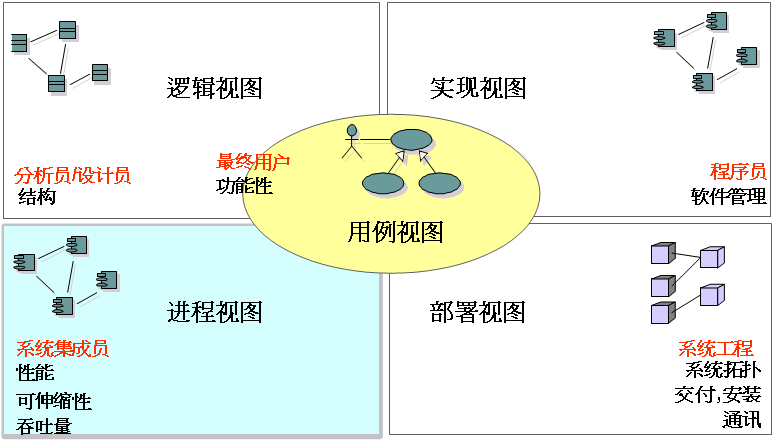 逻辑视图
分析员/设计员
结构
实现视图
程序员
软件管理
最终用户
功能性
用例视图
进程视图
系统集成员
性能
可伸缩性
吞吐量
部署视图
系统工程
系统拓扑
交付,安装
通讯